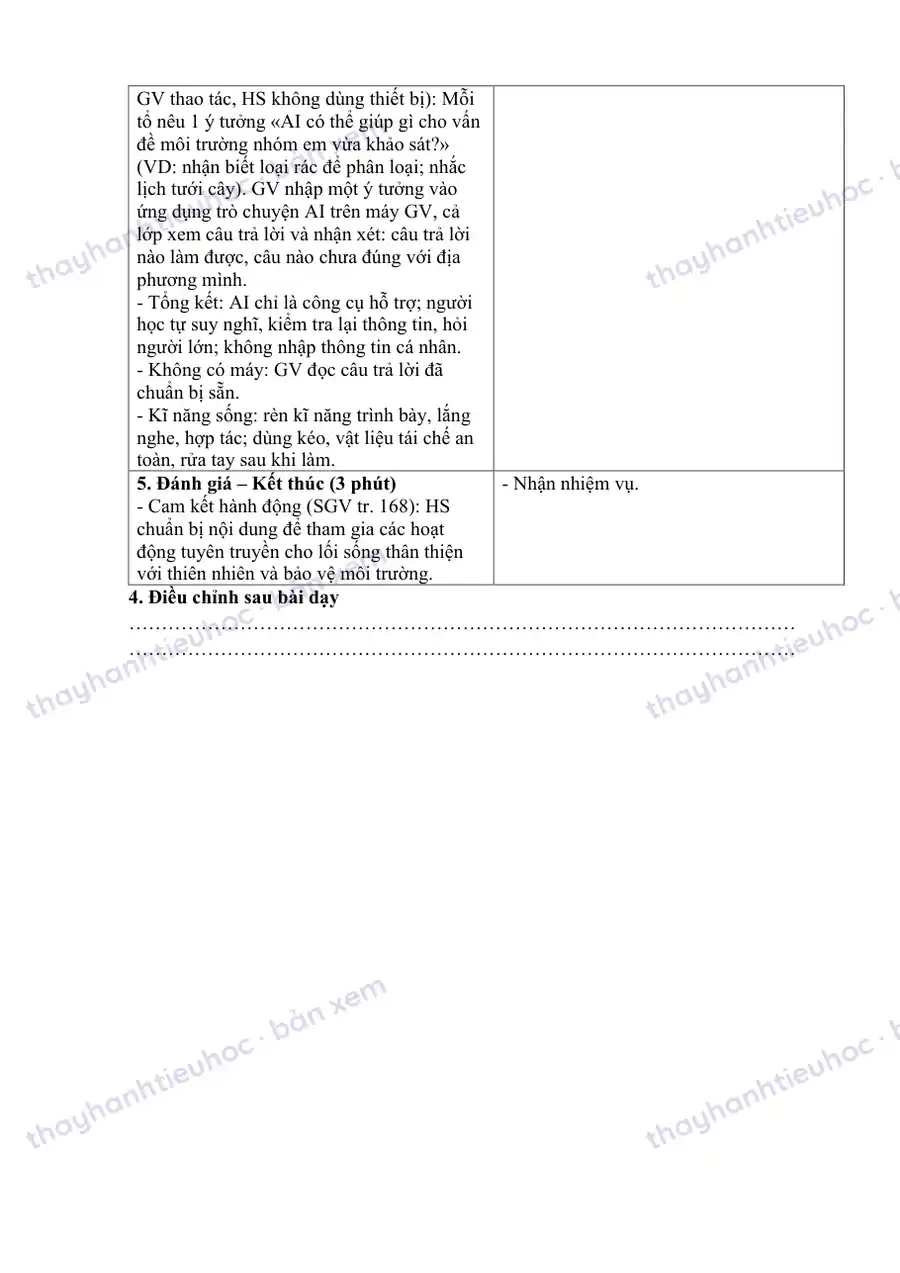 GV thao tác, HS không dùng thiết bị): Mỗi
tổ nêu 1 ý tưởng «AI có thể giúp gì cho vấn
đề môi trường nhóm em vừa khảo sát?»
(VD: nhận biết loại rác để phân loại; nhắc
lịch tưới cây). GV nhập một ý tưởng vào
ứng dụng trò chuyện AI trên máy GV, cả
lớp xem câu trả lời và nhận xét: câu trả lời
nào làm được, câu nào chưa đúng với địa
phương mình.
- Tổng kết: AI chỉ là công cụ hỗ trợ; người
học tự suy nghĩ, kiểm tra lại thông tin, hỏi
người lớn; không nhập thông tin cá nhân.
- Không có máy: GV đọc câu trả lời đã
chuẩn bị sẵn.
- Kĩ năng sống: rèn kĩ năng trình bày, lắng
nghe, hợp tác; dùng kéo, vật liệu tái chế an
toàn, rửa tay sau khi làm.
5. Đánh giá – Kết thúc (3 phút)
- Cam kết hành động (SGV tr. 168): HS
chuẩn bị nội dung để tham gia các hoạt
động tuyên truyền cho lối sống thân thiện
với thiên nhiên và bảo vệ môi trường.
- Nhận nhiệm vụ.
4. Điều chỉnh sau bài dạy
……………………………………………………………………………………
……………………………………………………………………………………
thayhanhtieuhoc · bản xem
thayhanhtieuhoc · b
thayhanhtieuhoc · bản xem
thayhanhtieuhoc · b
thayhanhtieuhoc · bản xem
thayhanhtieuhoc · b